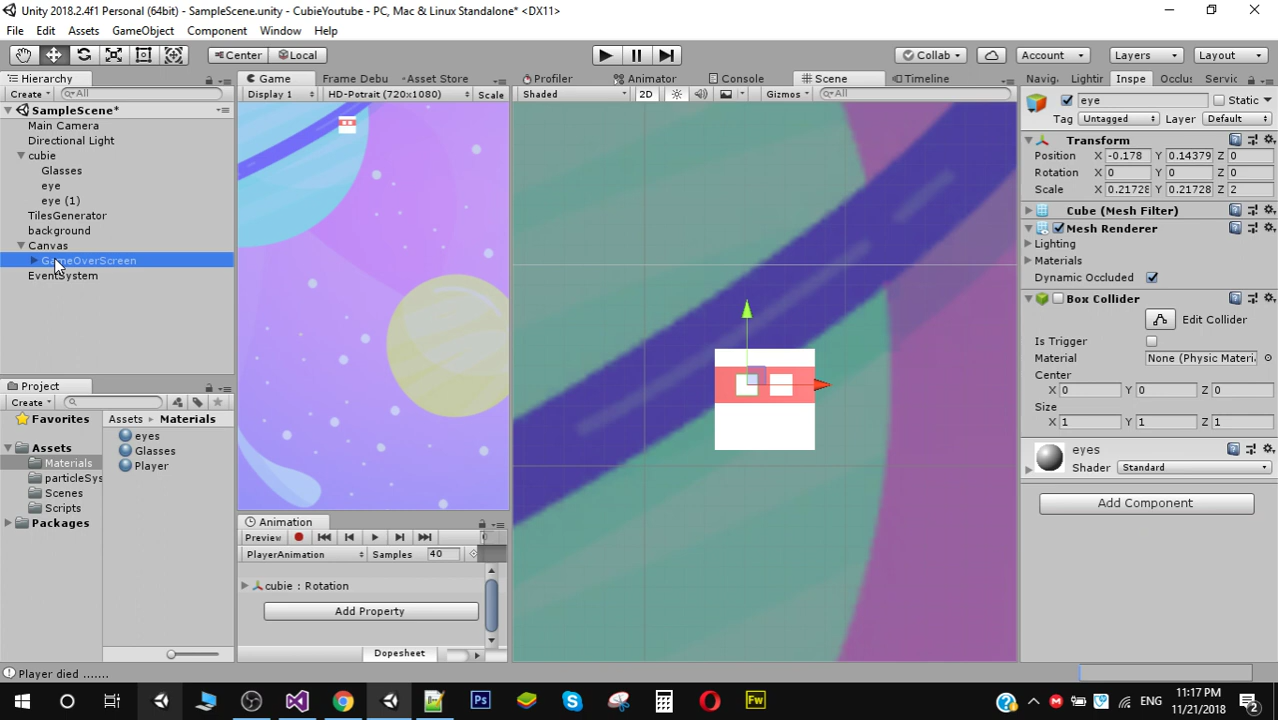 Unity 2018.2.4f1 Personal (64bit) - SampleScene.unity - CubieYoutube - PC, Mac & Linux Standalone* <DX11>
File Edit Assets GameObject Component Window Help
Center Local Collab Account Layers Layout
Hierarchy Game Frame Debu Asset Store Profiler Animator Console Scene Timeline Navig. Lightir Inspe Occlu: Servic
Create All Display 1 HD-Potrait (720x1080) Scale Shaded 2D Gizmos All eye Static
SampleScene*
Main Camera
Directional Light
cubie
Glasses
eye
eye (1)
TilesGenerator
background
Canvas
GameOverScreen
EventSystem
Tag Untagged Layer Default
Transform
Position X -0.178 Y 0.14379 Z 0
Rotation X 0 Y 0 Z 0
Scale X 0.21728 Y 0.21728 Z 2
Cube (Mesh Filter)
Mesh Renderer
Lighting
Materials
Dynamic Occluded
Box Collider
Edit Collider
Is Trigger
Material None (Physic Materi.
Center
X 0 Y 0 Z 0
Size
X 1 Y 1 Z 1
eyes
Shader Standard
Add Component
Project
Create
Favorites
Assets
Materials
particleSys
Scenes
Scripts
Packages
Assets Materials
eyes
Glasses
Player
Animation
Preview 0
PlayerAnimation Samples 40
cubie : Rotation
Add Property
Dopesheet
Player died .......
ENG 11:17 PM
11/21/2018
2
Ps Fw